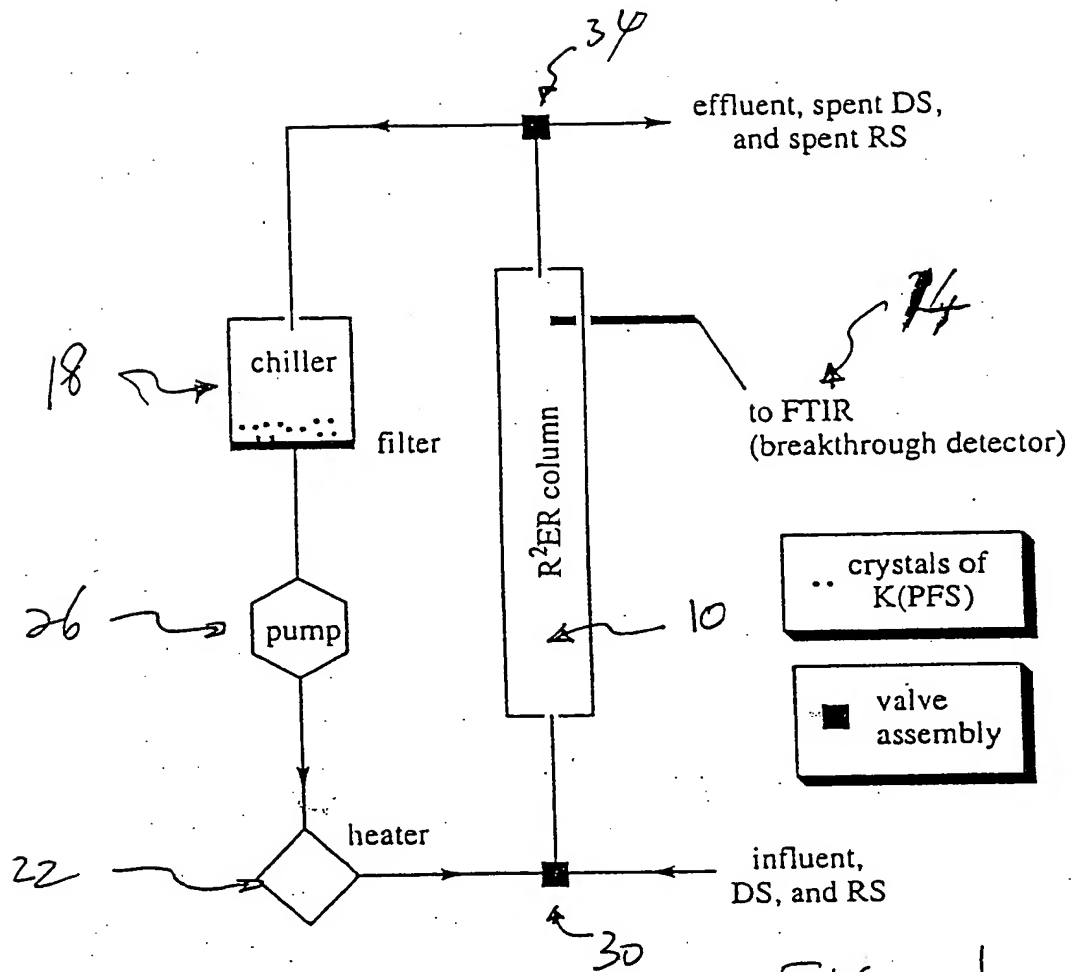 34
effluent, spent DS,
and spent RS
14
18
chiller
filter
to FTIR
(breakthrough detector)
R²ER column
crystals of
K(PFS)
26
pump
10
valve
assembly
heater
22
influent,
DS, and RS
30